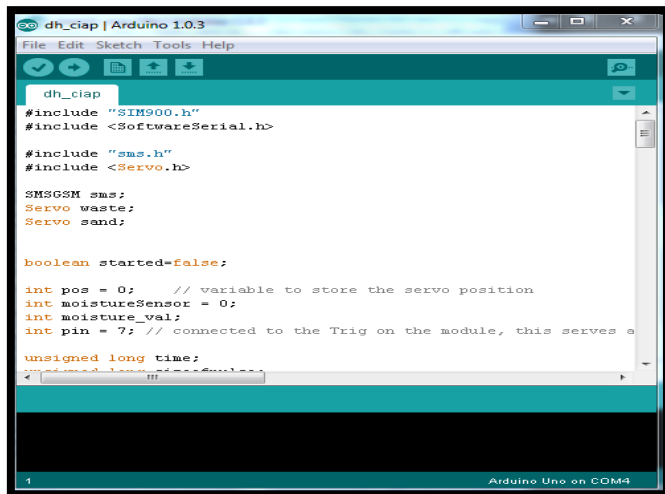 dh_ciap | Arduino 1.0.3
File Edit Sketch Tools Help
dh_ciap
#include "SIM900.h"
#include <SoftwareSerial.h>
#include "sms.h"
#include <Servo.h>
SMSGSM sms;
Servo waste;
Servo sand;
boolean started=false;
int pos = 0;    // variable to store the servo position
int moistureSensor = 0;
int moisture_val;
int pin = 7; // connected to the Trig on the module, this serves a
unsigned long time;
unsigned long
1
Arduino Uno on COM4